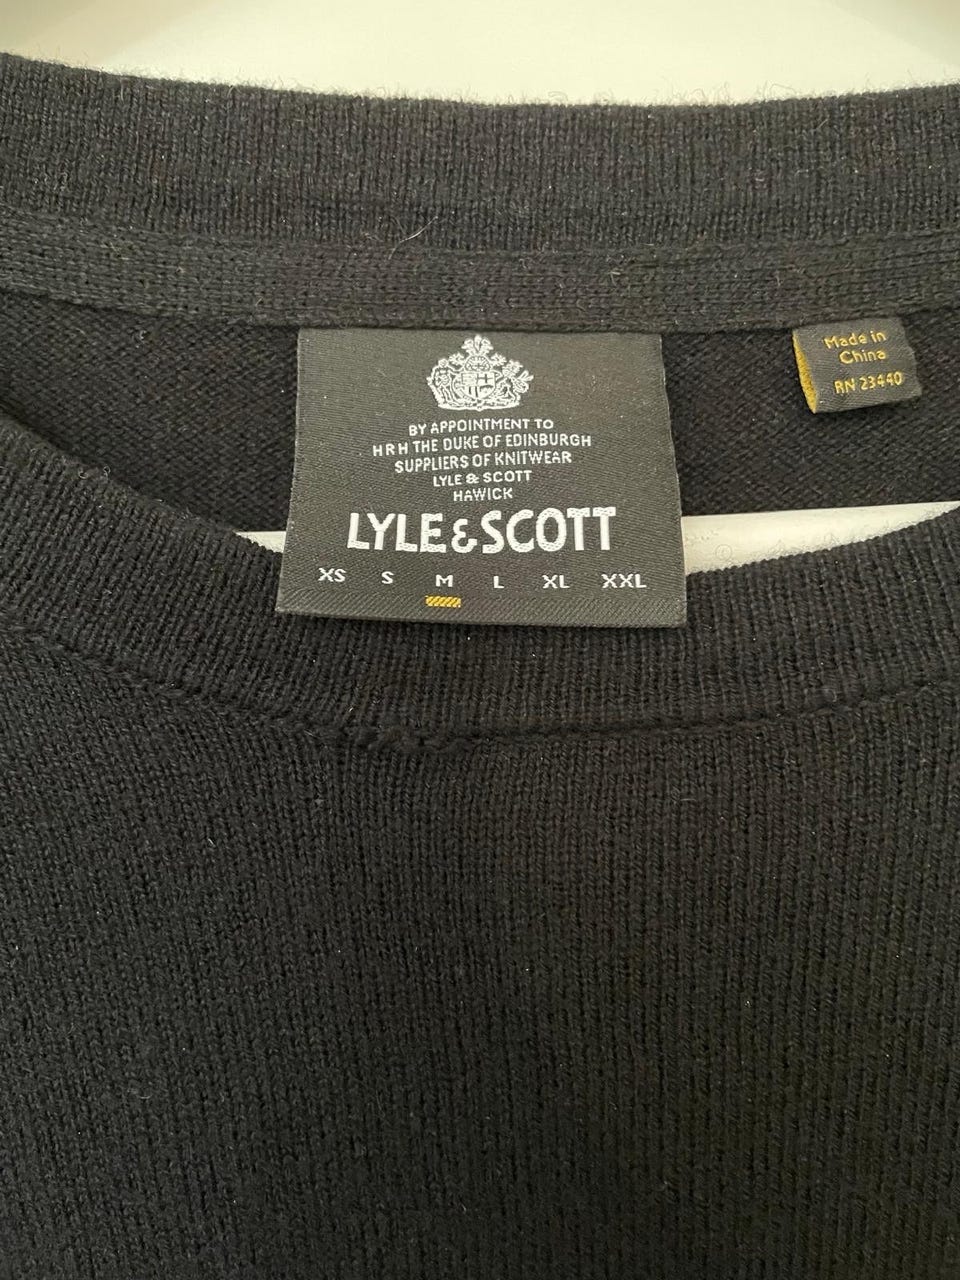 BY APPOINTMENT TO
HRH THE DUKE OF EDINBURGH
SUPPLIERS OF KNITWEAR
LYLE & SCOTT
HAWICK
LYLE & SCOTT
XS S M L XL XXL
Made in
China
RN 23440